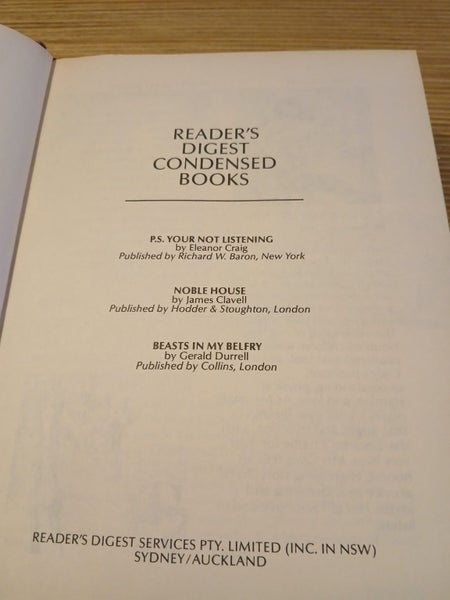 READER'S
DIGEST
CONDENSED
BOOKS
P.S. YOUR NOT LISTENING
by Eleanor Craig
Published by Richard W. Baron, New York
NOBLE HOUSE
by James Clavell
Published by Hodder & Stoughton, London
BEASTS IN MY BELFRY
by Gerald Durrell
Published by Collins, London
READER'S DIGEST SERVICES PTY. LIMITED (INC. IN NSW)
SYDNEY/AUCKLAND